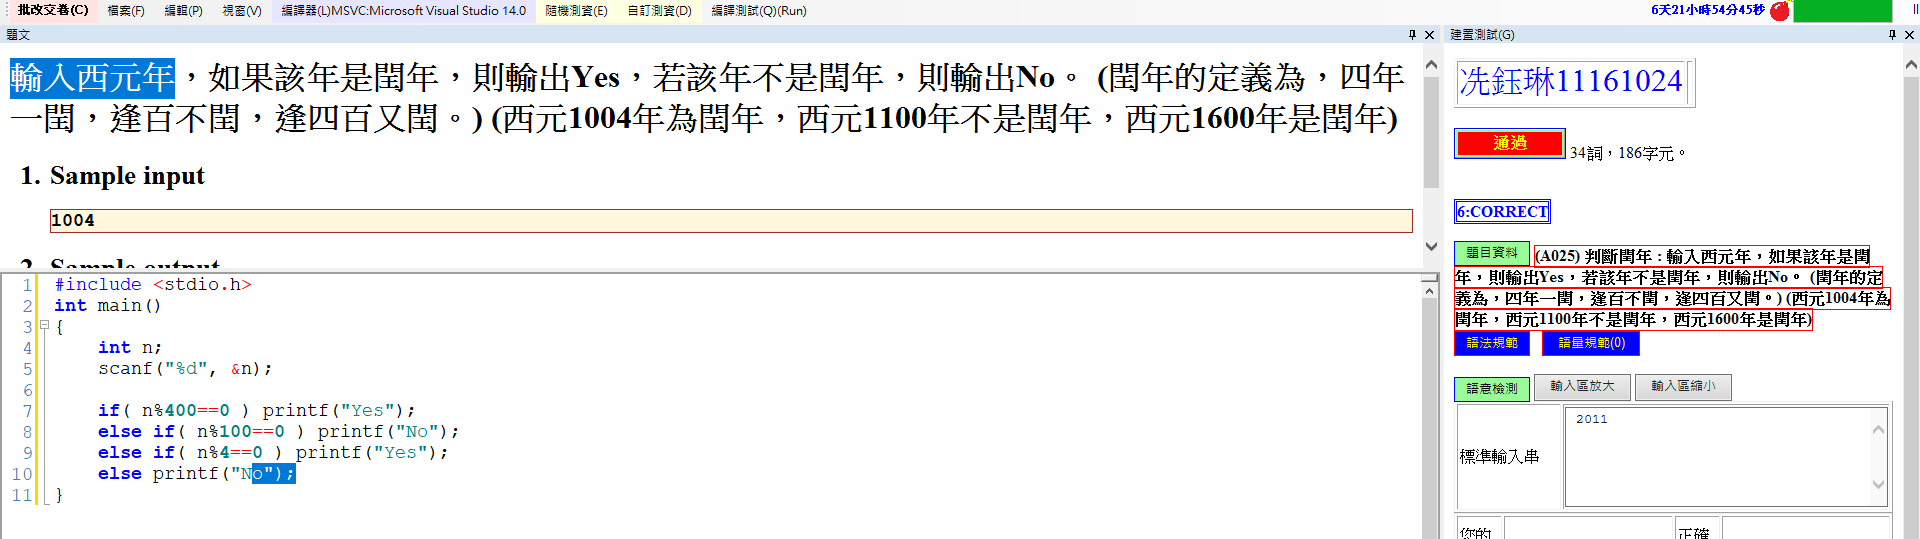 批改交卷(C) 檔案(F) 編輯(P) 視窗(V) 編譯器(L)MSVC:Microsoft Visual Studio 14.0 隨機測資(E) 自訂測資(D) 編譯測試(Q)(Run) 6天21小時54分45秒
題文
輸入西元年，如果該年是閏年，則輸出Yes，若該年不是閏年，則輸出No。 (閏年的定義為，四年
一閏，逢百不閏，逢四百又閏。) (西元1004年為閏年，西元1100年不是閏年，西元1600年是閏年)
1. Sample input
1004
2. Sample output
1 #include <stdio.h>
2 int main()
3 {
4 int n;
5 scanf("%d", &n);
6
7 if( n%400==0 ) printf("Yes");
8 else if( n%100==0 ) printf("No");
9 else if( n%4==0 ) printf("Yes");
10 else printf("No");
11 }
建置測試(G)
冼鈺琳11161024
通過 34詞，186字元。
6:CORRECT
題目資料 (A025) 判斷閏年 : 輸入西元年，如果該年是閏
年，則輸出Yes，若該年不是閏年，則輸出No。 (閏年的定
義為，四年一閏，逢百不閏，逢四百又閏。) (西元1004年為
閏年，西元1100年不是閏年，西元1600年是閏年)
語法規範 語量規範(0)
語意檢測 輸入區放大 輸入區縮小
標準輸入串 2011
您的 正確